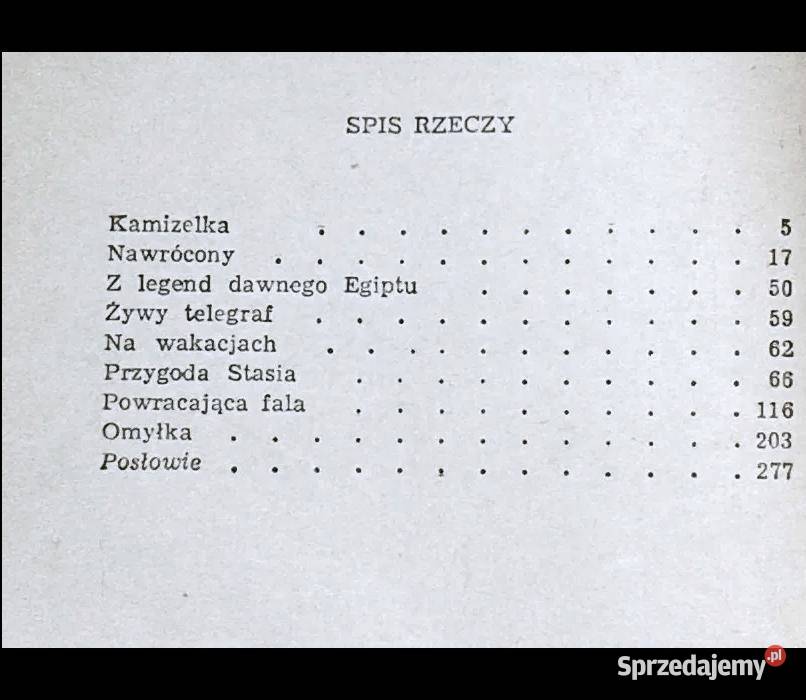 SPIS RZECZY
Kamizelka . . . . . . . . . . . 5
Nawrócony . . . . . . . . . . . . 17
Z legend dawnego Egiptu . . . . . . . 50
Żywy telegraf . . . . . . . . . . . 59
Na wakacjach . . . . . . . . . . . 62
Przygoda Stasia . . . . . . . . . . 66
Powracająca fala . . . . . . . . . . 116
Omyłka . . . . . . . . . . . . . 203
Posłowie . . . . . . . . . . . . . 277
Sprzedajemy.pl